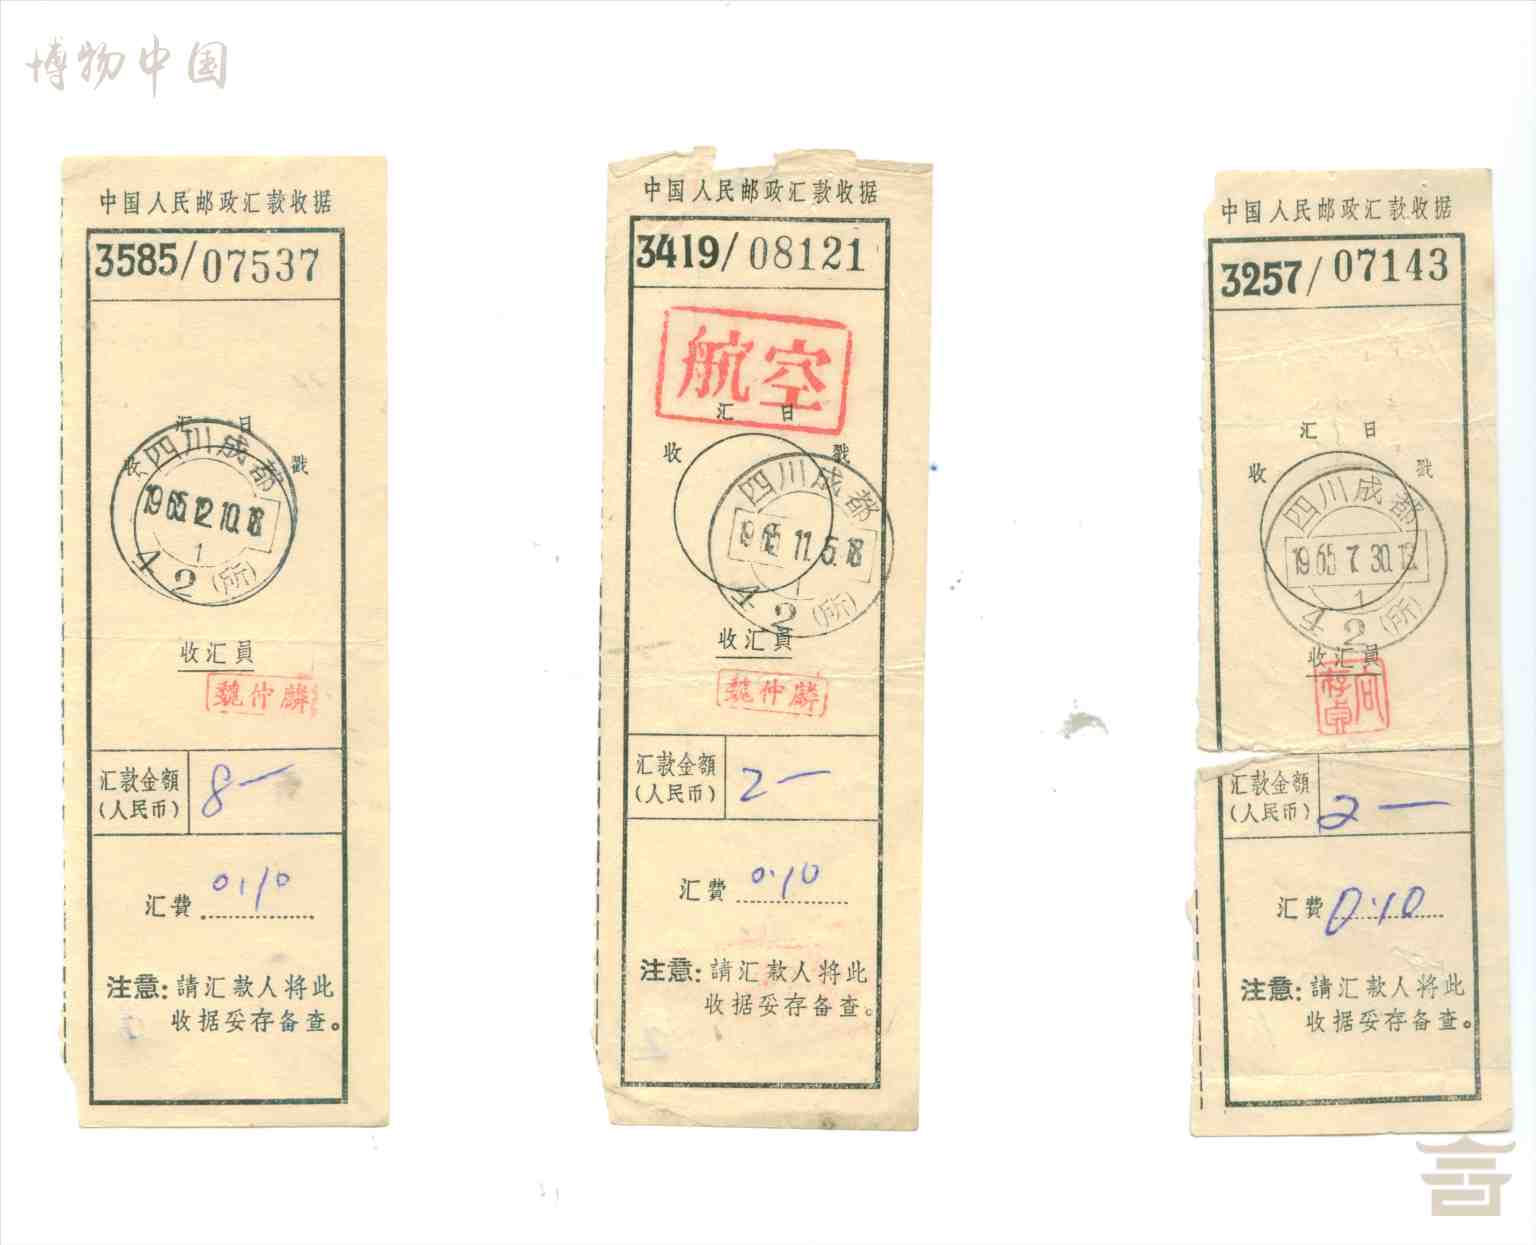 博物中国
中国人民邮政汇款收据
3585/07537
汇 日
收 戳
四川成都
1965.12.10.18
1
42(所)
收汇員
魏仲麟
汇款金額
(人民币)
8—
汇費 0.10
注意:請汇款人将此
收据妥存备查。
中国人民邮政汇款收据
3419/08121
航空
汇 日
收 戳
四川成都
1965.11.5.18
1
42(所)
收汇員
魏仲麟
汇款金額
(人民币)
2—
汇費 0.10
注意:請汇款人将此
收据妥存备查。
中国人民邮政汇款收据
3257/07143
汇 日
收 戳
四川成都
1965.7.30.12
1
42(所)
收汇員
汇款金額
(人民币)
2—
汇費 0.10
注意:請汇款人将此
收据妥存备查。